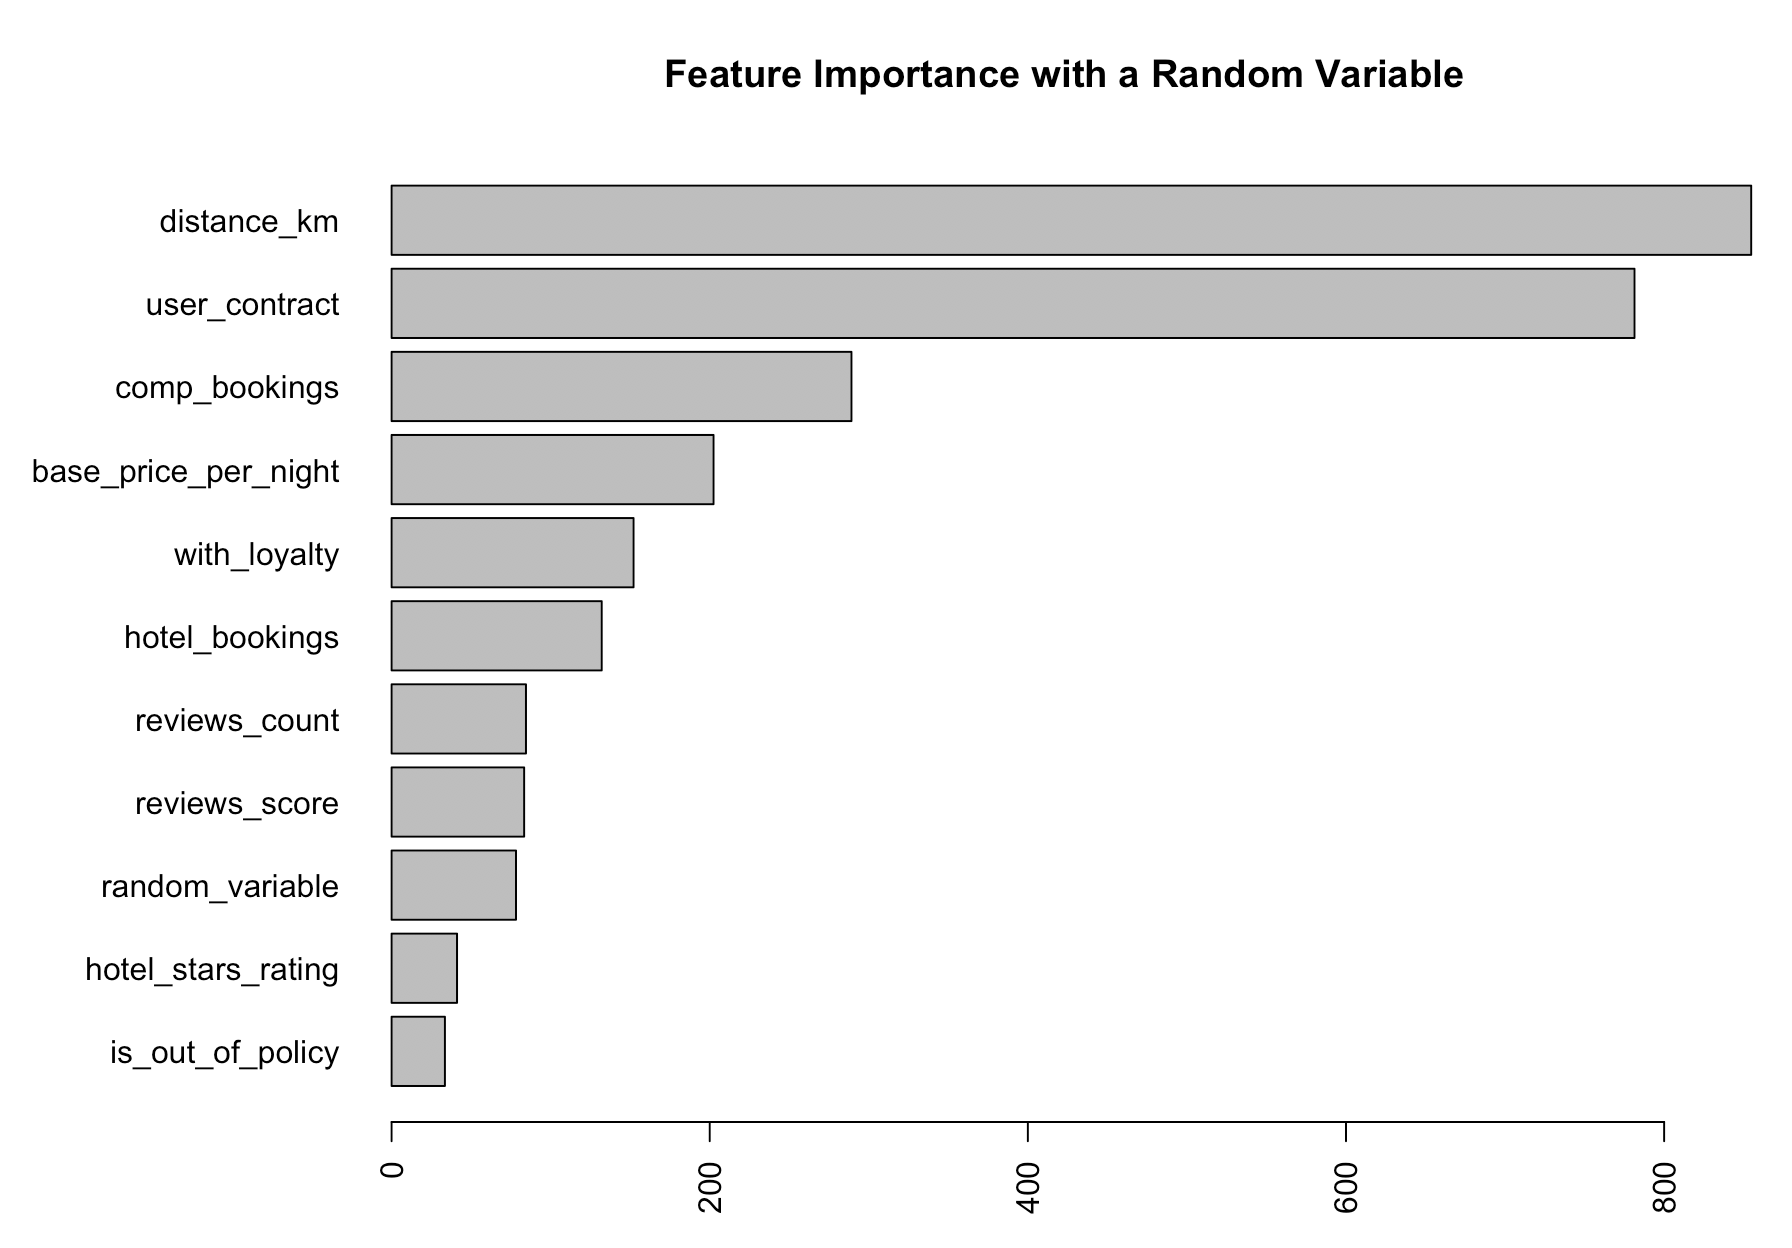 Feature Importance with a Random Variable
distance_km
user_contract
comp_bookings
base_price_per_night
with_loyalty
hotel_bookings
reviews_count
reviews_score
random_variable
hotel_stars_rating
is_out_of_policy
0
200
400
600
800